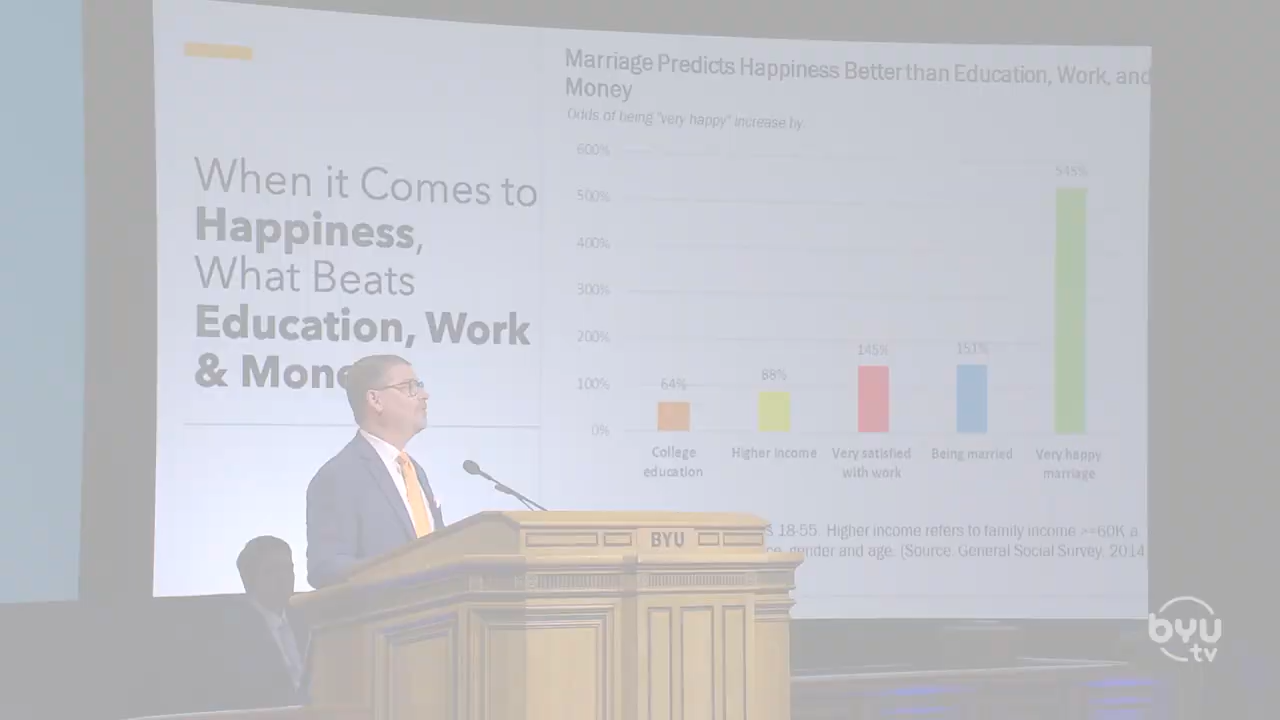 When it Comes to
Happiness,
What Beats
Education, Work
& Mone
Marriage Predicts Happiness Better than Education, Work, and
Money
Odds of being "very happy" increase by:
600%
500%
400%
300%
200%
100%
0%
64%
88%
145%
151%
545%
College
education
Higher income
Very satisfied
with work
Being married
Very happy
marriage
18-55. Higher income refers to family income >=60K a
gender and age. (Source: General Social Survey, 2014
BYU
byu
tv